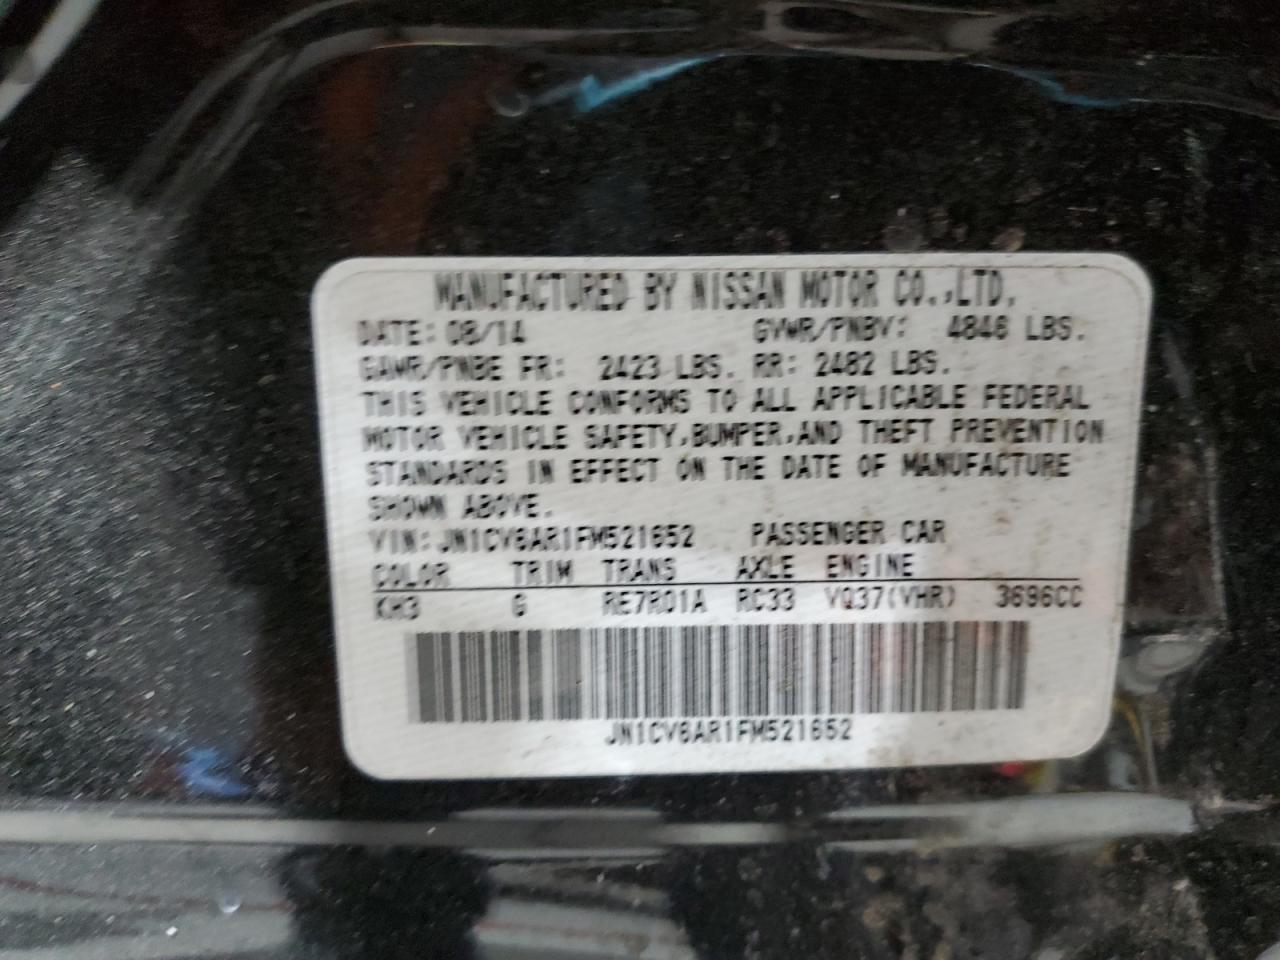 MANUFACTURED BY NISSAN MOTOR CO.,LTD.
DATE: 08/14 GVWR/PNBV: 4846 LBS.
GAWR/PNBE FR: 2423 LBS. RR: 2482 LBS.
THIS VEHICLE CONFORMS TO ALL APPLICABLE FEDERAL
MOTOR VEHICLE SAFETY,BUMPER,AND THEFT PREVENTION
STANDARDS IN EFFECT ON THE DATE OF MANUFACTURE
SHOWN ABOVE.
VIN: JN1CV6AR1FM521652 PASSENGER CAR
COLOR TRIM TRANS AXLE ENGINE
KH3 G RE7R01A RC33 VQ37(VHR) 3696CC
JN1CV6AR1FM521652